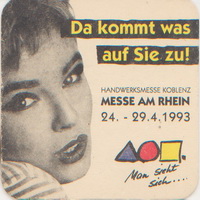 Da kommt was
auf Sie zu!
HANDWERKSMESSE KOBLENZ
MESSE AM RHEIN
24. - 29.4.1993
Man sieht
sich....